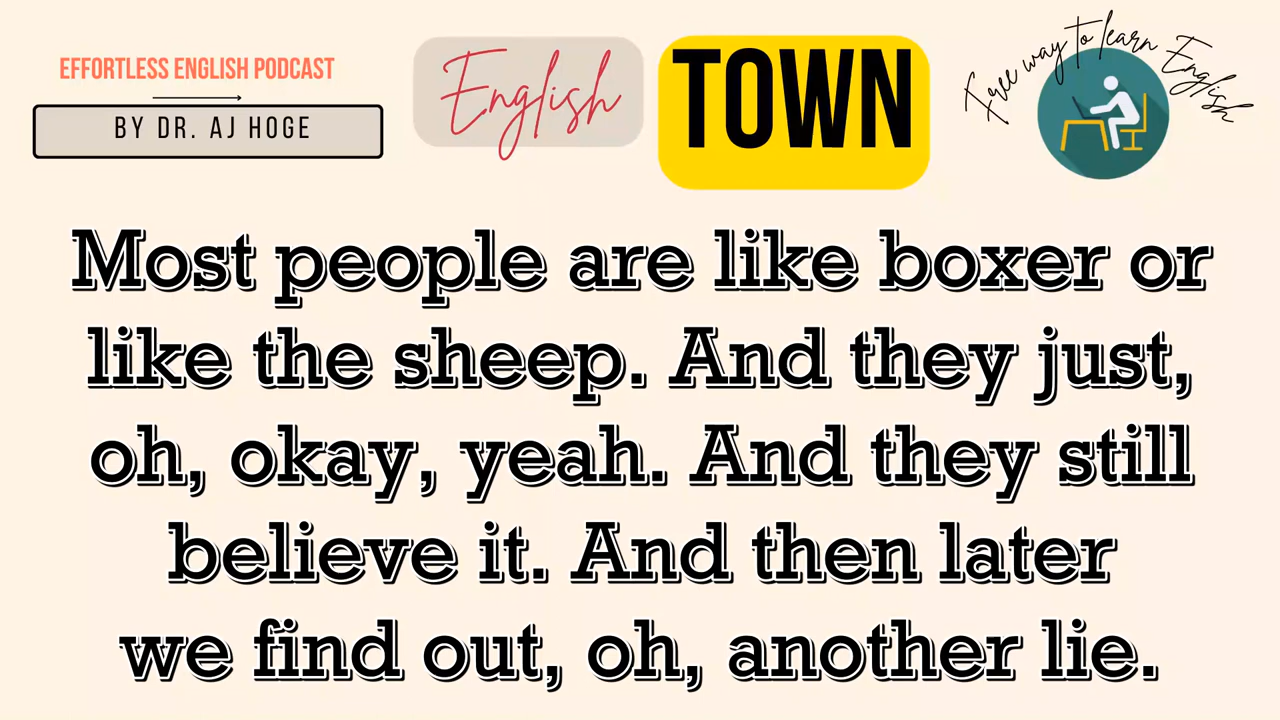 EFFORTLESS ENGLISH PODCAST
BY DR. AJ HOGE
English
TOWN
Free way to learn English
Most people are like boxer or
like the sheep. And they just,
oh, okay, yeah. And they still
believe it. And then later
we find out, oh, another lie.